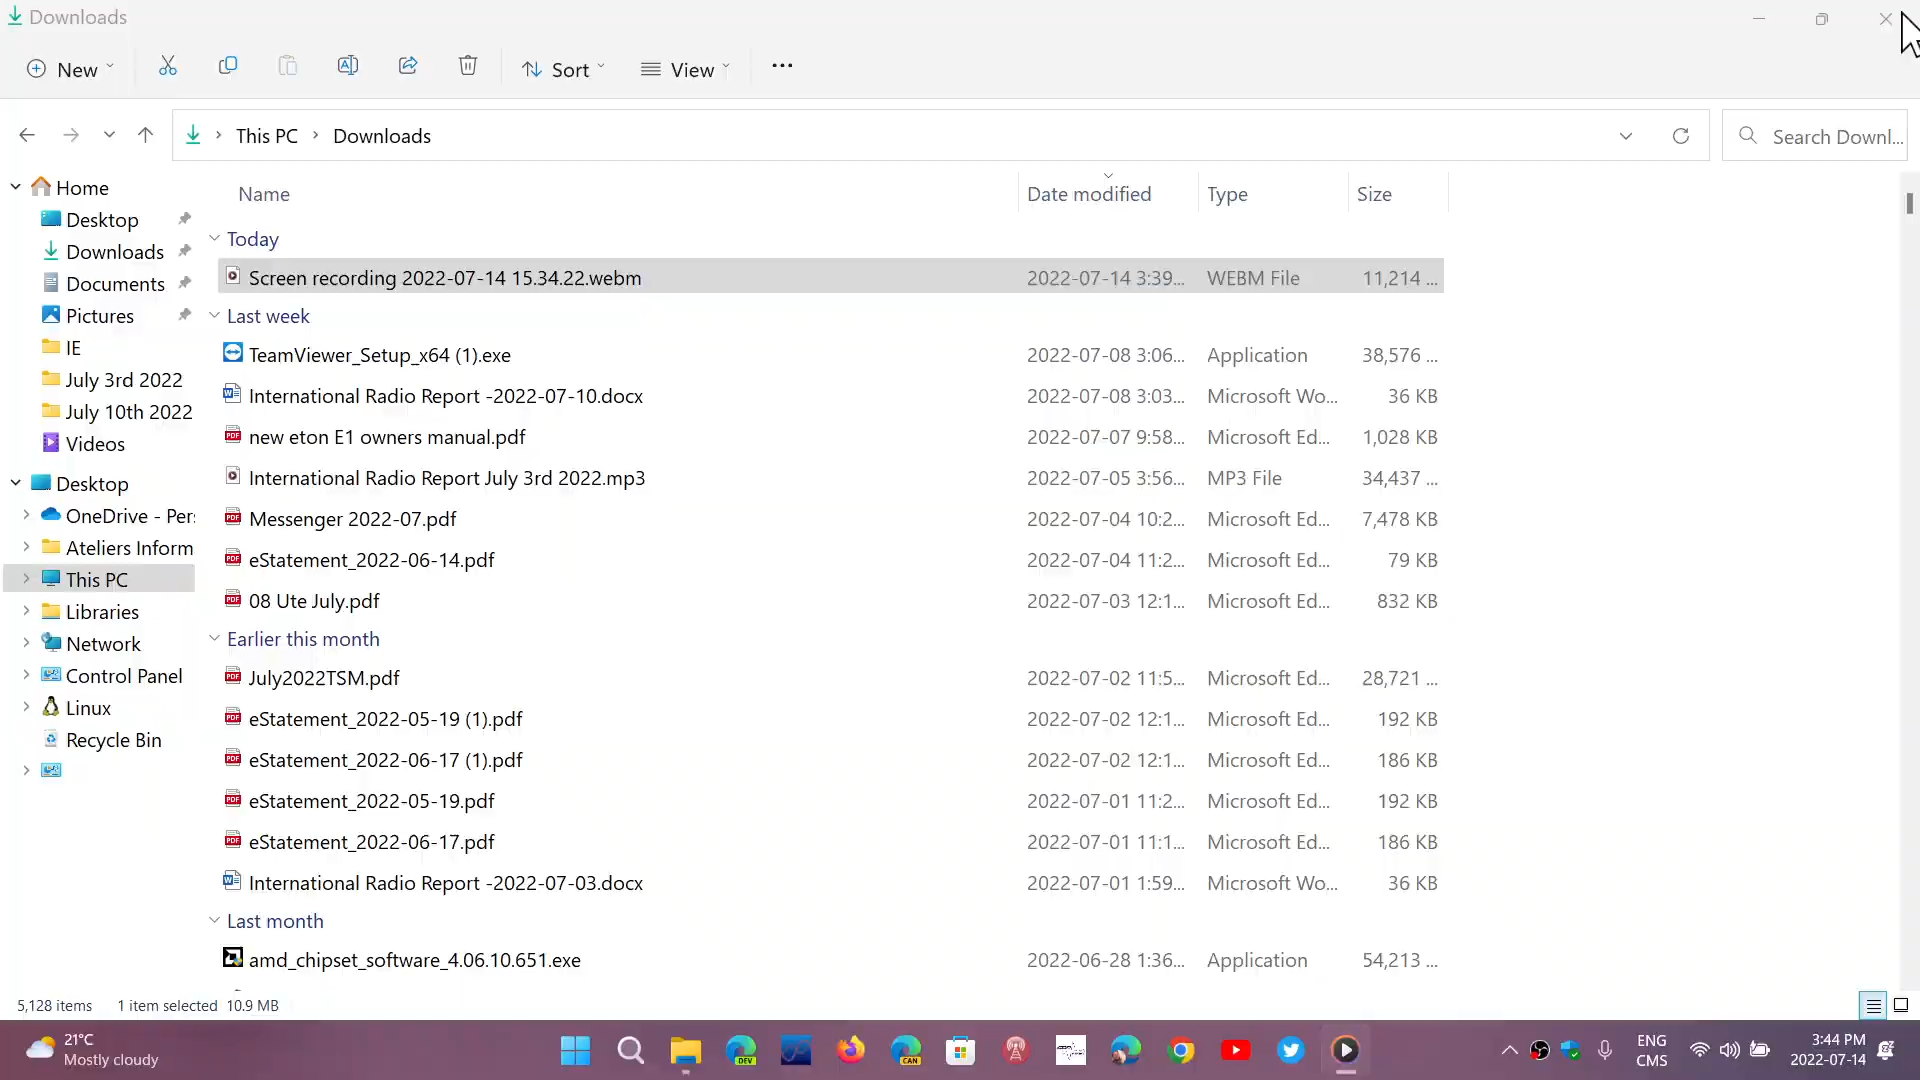 Downloads
New
Sort
View
This PC
Downloads
Search Downl...
Home
Desktop
Downloads
Documents
Pictures
IE
July 3rd 2022
July 10th 2022
Videos
Desktop
OneDrive - Per
Ateliers Inform
This PC
Libraries
Network
Control Panel
Linux
Recycle Bin
Name Date modified Type Size
Today
Screen recording 2022-07-14 15.34.22.webm 2022-07-14 3:39... WEBM File 11,214 ...
Last week
TeamViewer_Setup_x64 (1).exe 2022-07-08 3:06... Application 38,576 ...
International Radio Report -2022-07-10.docx 2022-07-08 3:03... Microsoft Wo... 36 KB
new eton E1 owners manual.pdf 2022-07-07 9:58... Microsoft Ed... 1,028 KB
International Radio Report July 3rd 2022.mp3 2022-07-05 3:56... MP3 File 34,437 ...
Messenger 2022-07.pdf 2022-07-04 10:2... Microsoft Ed... 7,478 KB
eStatement_2022-06-14.pdf 2022-07-04 11:2... Microsoft Ed... 79 KB
08 Ute July.pdf 2022-07-03 12:1... Microsoft Ed... 832 KB
Earlier this month
July2022TSM.pdf 2022-07-02 11:5... Microsoft Ed... 28,721 ...
eStatement_2022-05-19 (1).pdf 2022-07-02 12:1... Microsoft Ed... 192 KB
eStatement_2022-06-17 (1).pdf 2022-07-02 12:1... Microsoft Ed... 186 KB
eStatement_2022-05-19.pdf 2022-07-01 11:2... Microsoft Ed... 192 KB
eStatement_2022-06-17.pdf 2022-07-01 11:1... Microsoft Ed... 186 KB
International Radio Report -2022-07-03.docx 2022-07-01 1:59... Microsoft Wo... 36 KB
Last month
amd_chipset_software_4.06.10.651.exe 2022-06-28 1:36... Application 54,213 ...
5,128 items 1 item selected 10.9 MB
21°C
Mostly cloudy
DEV
CAN
ENG
CMS
3:44 PM
2022-07-14